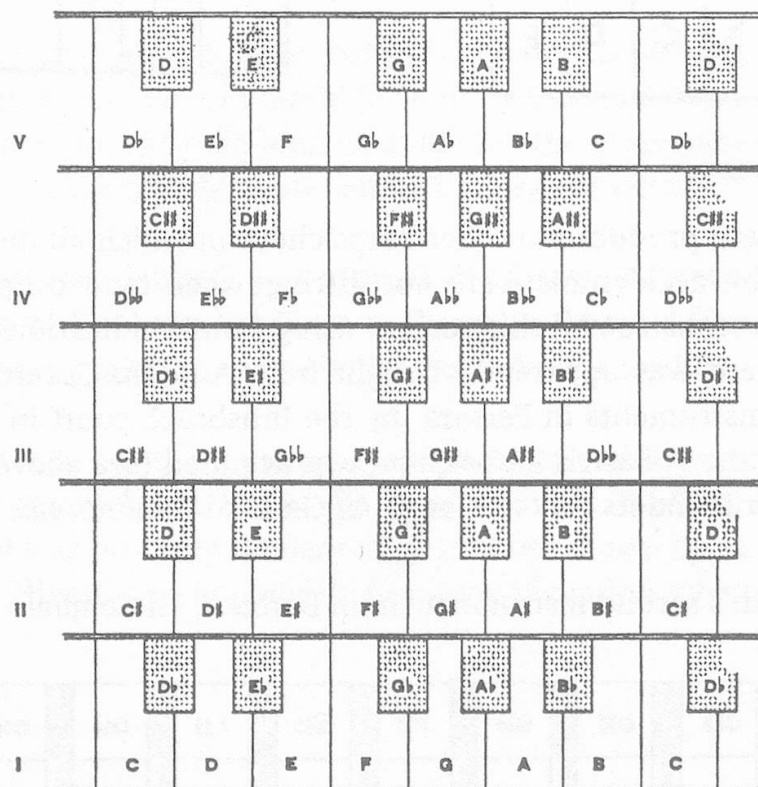 D E G A B D
V D♭ E♭ F G♭ A♭ B♭ C D♭
C♯♯ D♯♯ F♯♯ G♯♯ A♯♯ C♯♯
IV D♭♭ E♭♭ F♭ G♭♭ A♭♭ B♭♭ C♭ D♭♭
D♯ E♯ G♯ A♯ B♯ D♯
III C♯♯ D♯♯ G♭♭ F♯♯ G♯♯ A♯♯ D♭♭ C♯♯
D E G A B D
II C♯ D♯ E♯ F♯ G♯ A♯ B♯ C♯
D♭ E♭ G♭ A♭ B♭ D♭
I C D E F G A B C